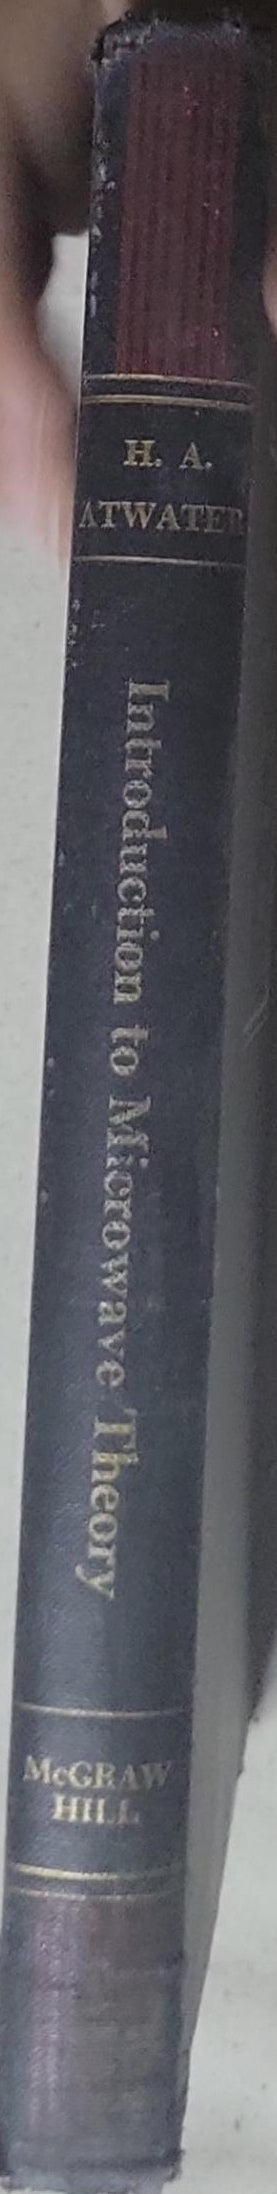 H. A.
ATWATER
Introduction to Microwave Theory
McGRAW
HILL